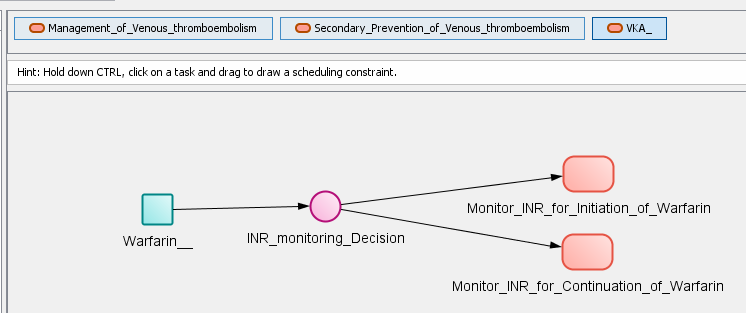 Management_of_Venous_thromboembolism
Secondary_Prevention_of_Venous_thromboembolism
VKA_
Hint: Hold down CTRL, click on a task and drag to draw a scheduling constraint.
Monitor_INR_for_Initiation_of_Warfarin
Warfarin__
INR_monitoring_Decision
Monitor_INR_for_Continuation_of_Warfarin